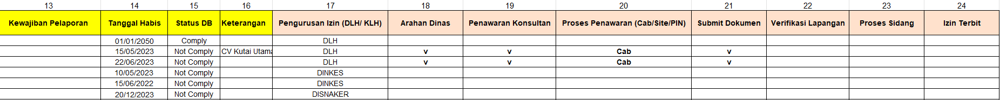 13 14 15 16 17 18 19 20 21 22 23 24
Kewajiban Pelaporan Tanggal Habis Status DB Keterangan Pengurusan Izin (DLH/ KLH) Arahan Dinas Penawaran Konsultan Proses Penawaran (Cab/Site/PIN) Submit Dokumen Verifikasi Lapangan Proses Sidang Izin Terbit
01/01/2050 Comply DLH
15/05/2023 Not Comply CV Kutai Utama DLH v v Cab v
22/06/2023 Not Comply DLH v v Cab v
10/05/2023 Not Comply DINKES
15/06/2022 Not Comply DINKES
20/12/2023 Not Comply DISNAKER